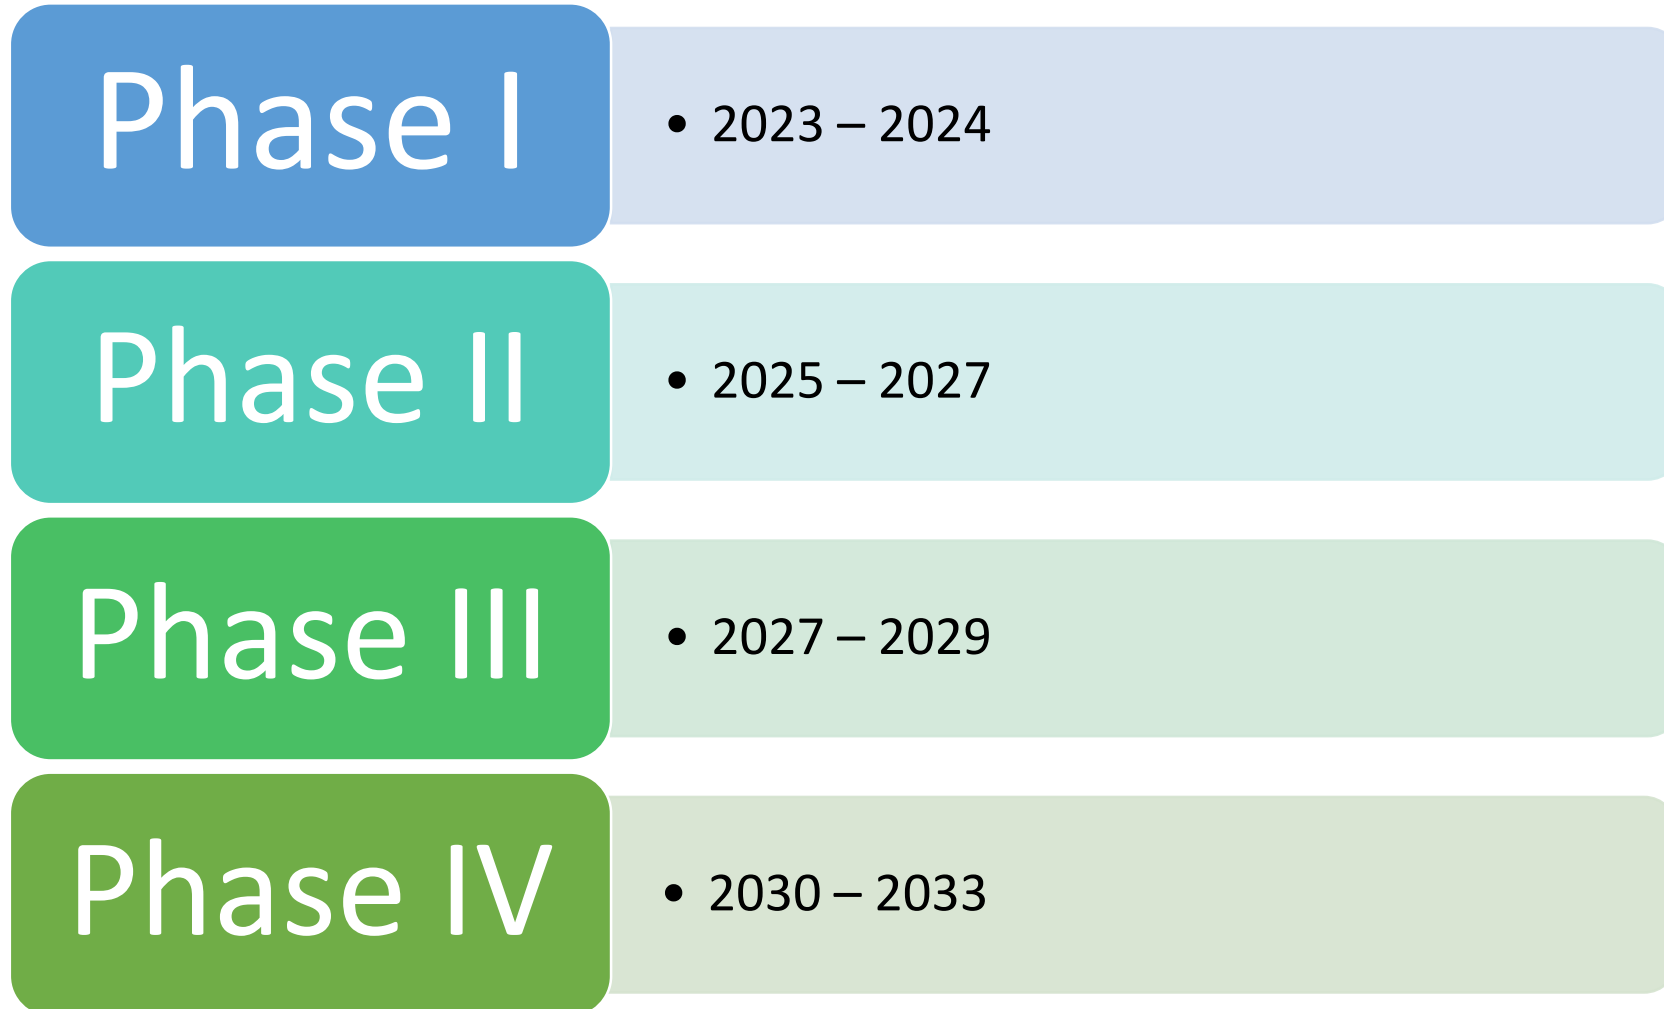 Phase I
• 2023 – 2024
Phase II
• 2025 – 2027
Phase III
• 2027 – 2029
Phase IV
• 2030 – 2033